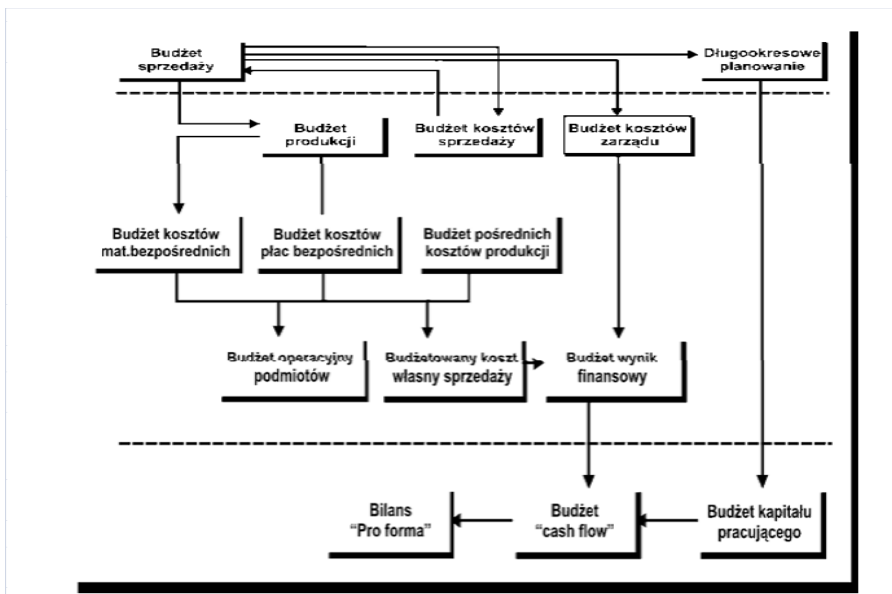 Budżet
sprzedaży
Długookresowe
planowanie
Budżet
produkcji
Budżet kosztów
sprzedaży
Budżet kosztów
zarządu
Budżet kosztów
mat.bezpośrednich
Budżet kosztów
płac bezpośrednich
Budżet pośrednich
kosztów produkcji
Budżet operacyjny
podmiotów
Budżetowany koszt
własny sprzedaży
Budżet wynik
finansowy
Bilans
“Pro forma”
Budżet
“cash flow”
Budżet kapitału
pracującego